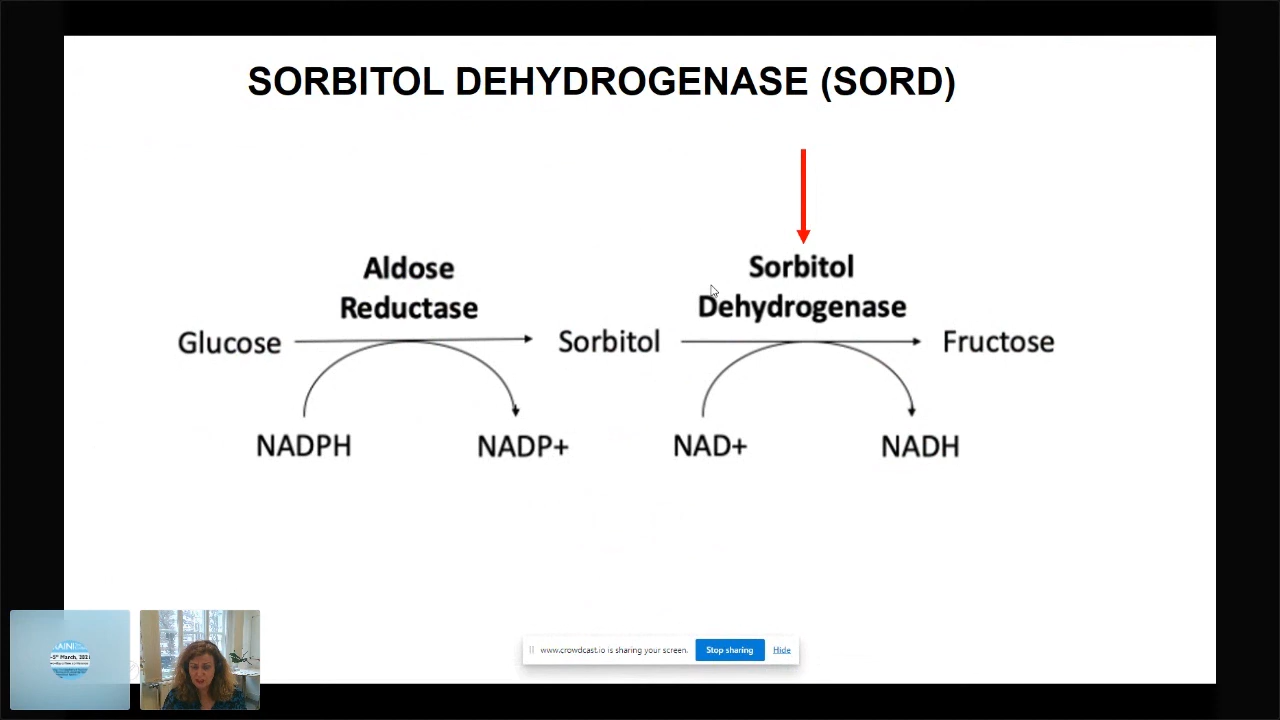 SORBITOL DEHYDROGENASE (SORD)
Aldose
Reductase
Sorbitol
Dehydrogenase
Glucose
Sorbitol
Fructose
NADPH
NADP+
NAD+
NADH
www.crowdcast.io is sharing your screen.
Stop sharing
Hide
March,